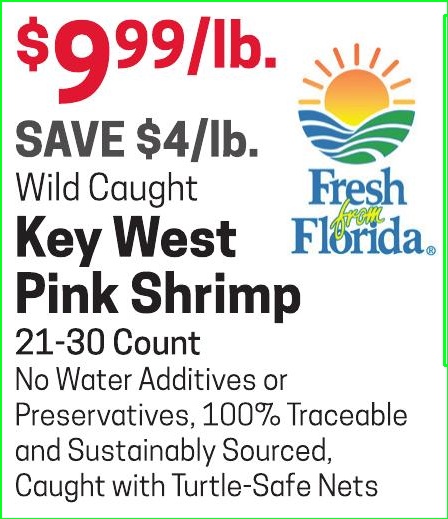 $9.99/lb.
SAVE $4/lb.
Wild Caught
Key West
Pink Shrimp
21-30 Count
No Water Additives or
Preservatives, 100% Traceable
and Sustainably Sourced,
Caught with Turtle-Safe Nets
Fresh
from
Florida®